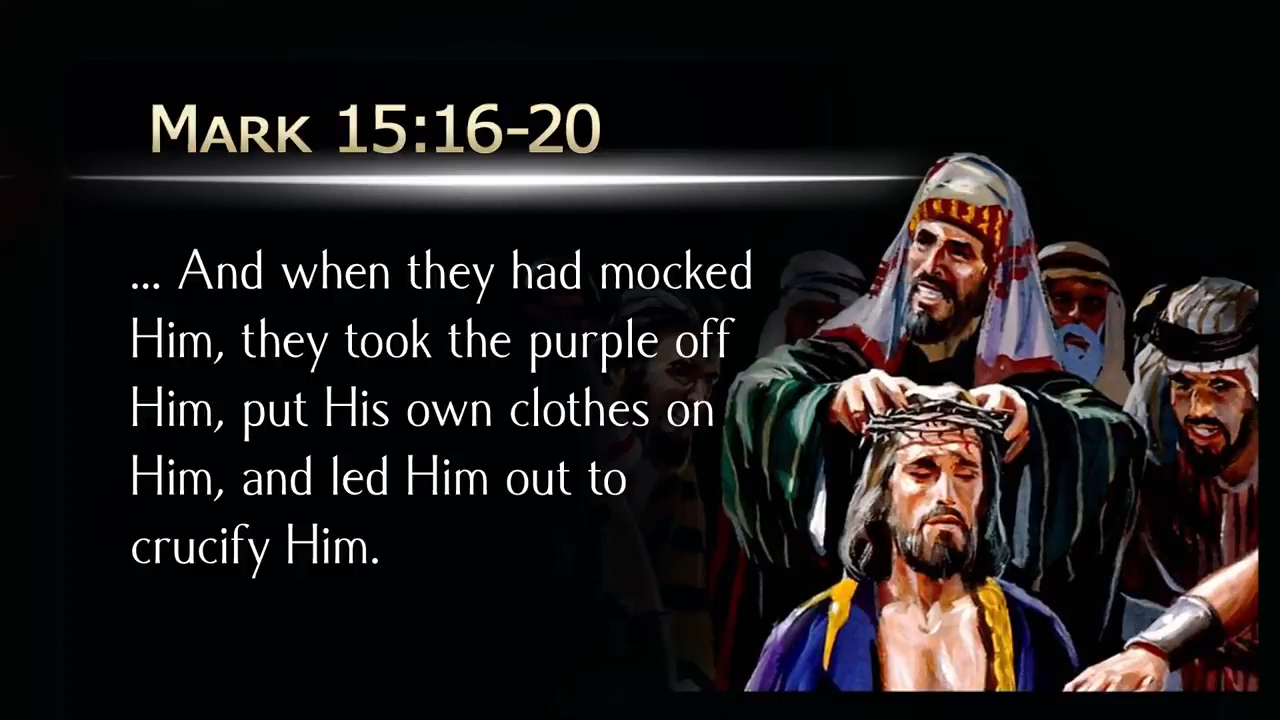 Mark 15:16-20
... And when they had mocked
Him, they took the purple off
Him, put His own clothes on
Him, and led Him out to
crucify Him.